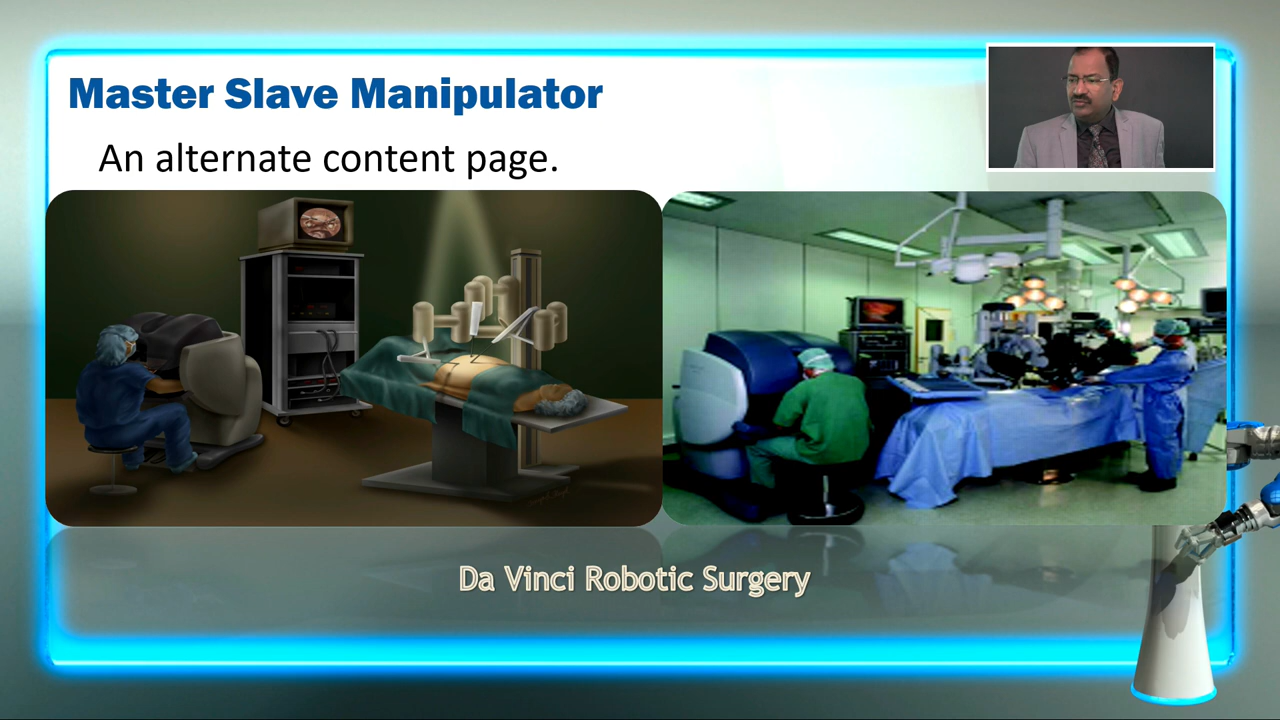 Master Slave Manipulator
An alternate content page.
Da Vinci Robotic Surgery